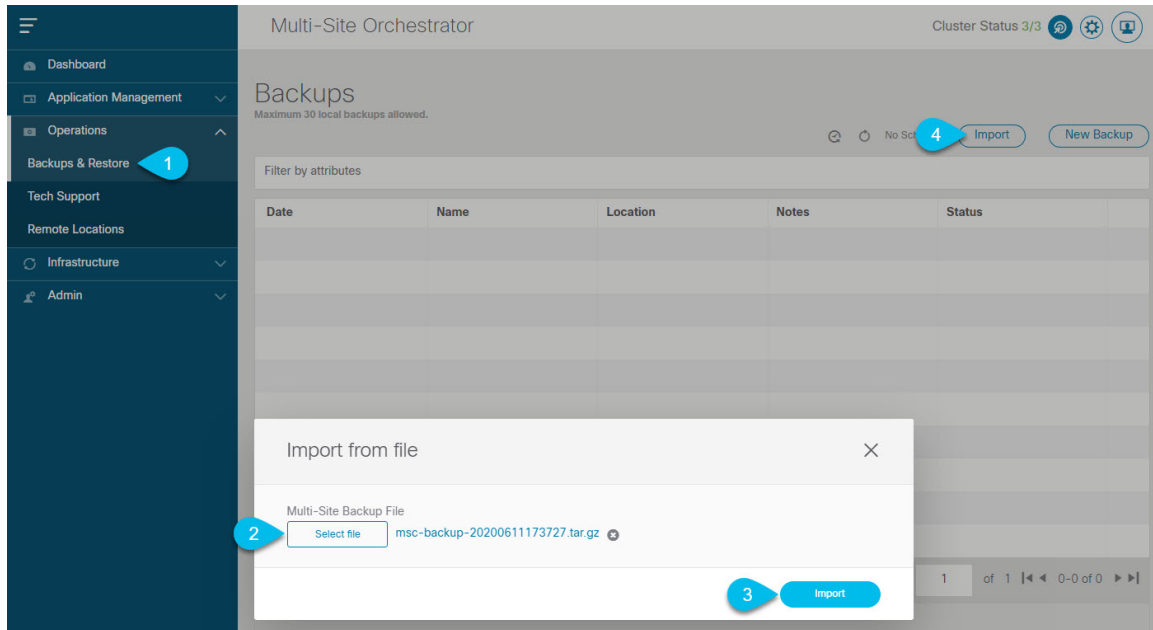 Multi-Site Orchestrator
Cluster Status 3/3
Dashboard
Application Management
Operations
Backups & Restore
1
Tech Support
Remote Locations
Infrastructure
Admin
Backups
Maximum 30 local backups allowed.
No
4
Import
New Backup
Filter by attributes
Date Name Location Notes Status
Import from file
Multi-Site Backup File
2
Select file
msc-backup-20200611173727.tar.gz
3
Import
1 of 1 0-0 of 0